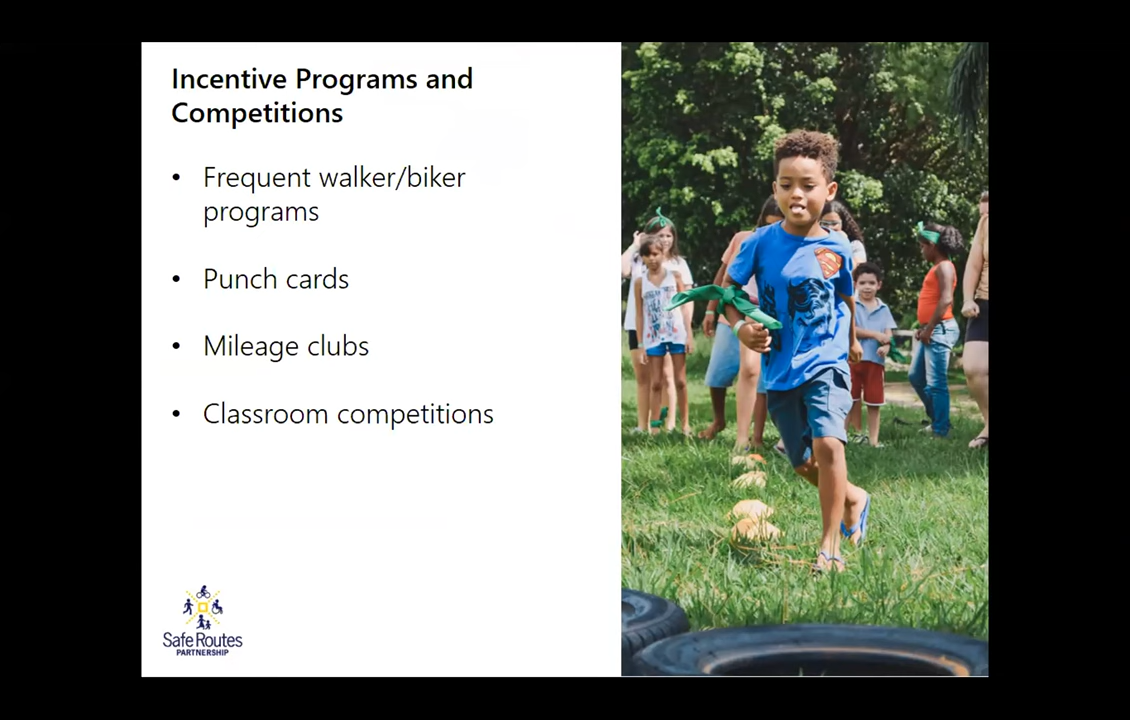 Incentive Programs and
Competitions
• Frequent walker/biker
programs
• Punch cards
• Mileage clubs
• Classroom competitions
Safe Routes
PARTNERSHIP